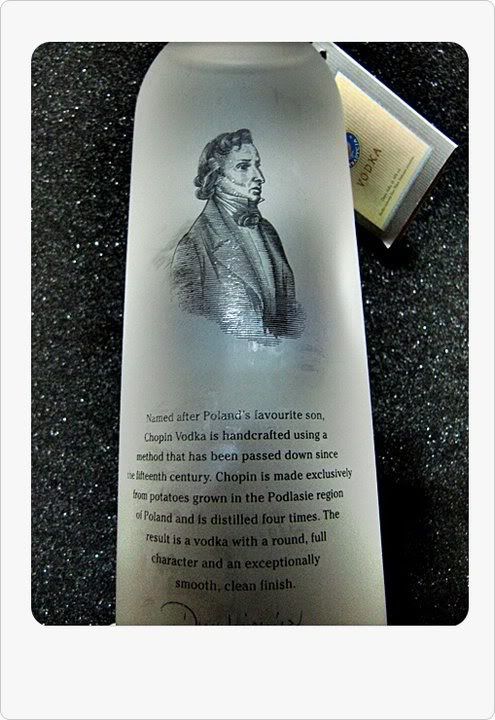 VODKA
Named after Poland's favourite son,
Chopin Vodka is handcrafted using a
method that has been passed down since
the fifteenth century. Chopin is made exclusively
from potatoes grown in the Podlasie region
of Poland and is distilled four times. The
result is a vodka with a round, full
character and an exceptionally
smooth, clean finish.